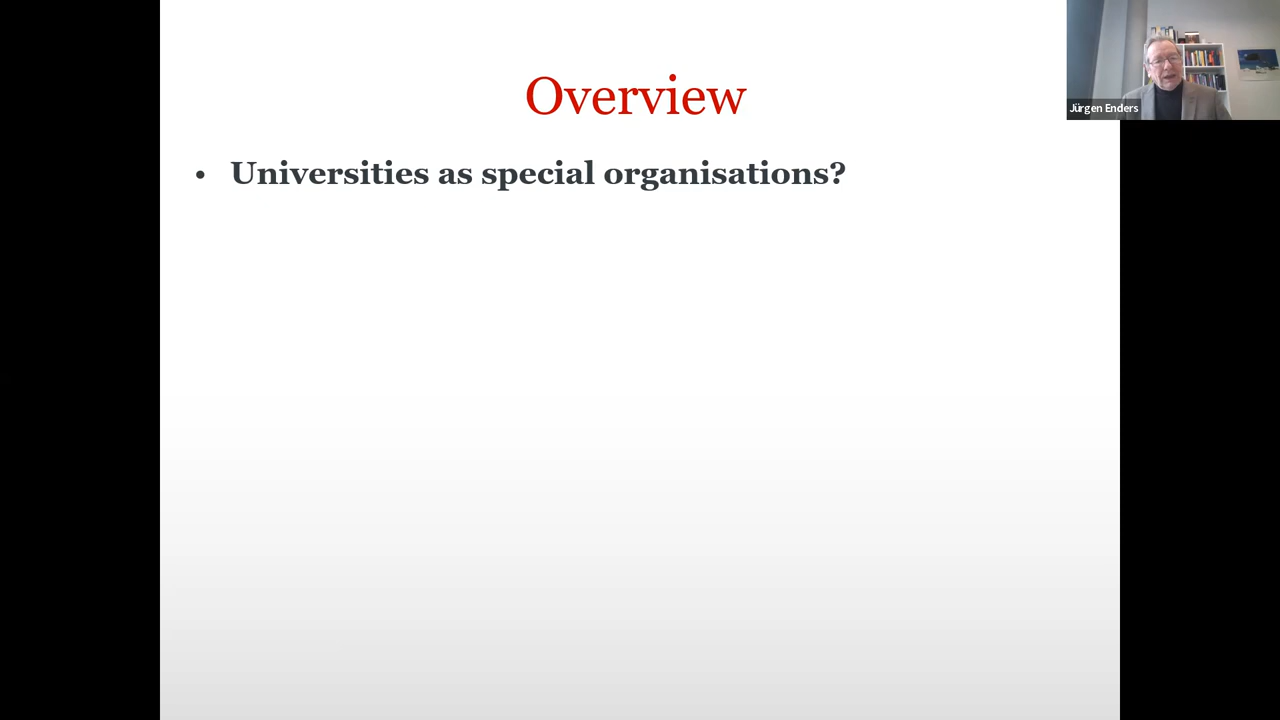 Overview
Jürgen Enders
• Universities as special organisations?